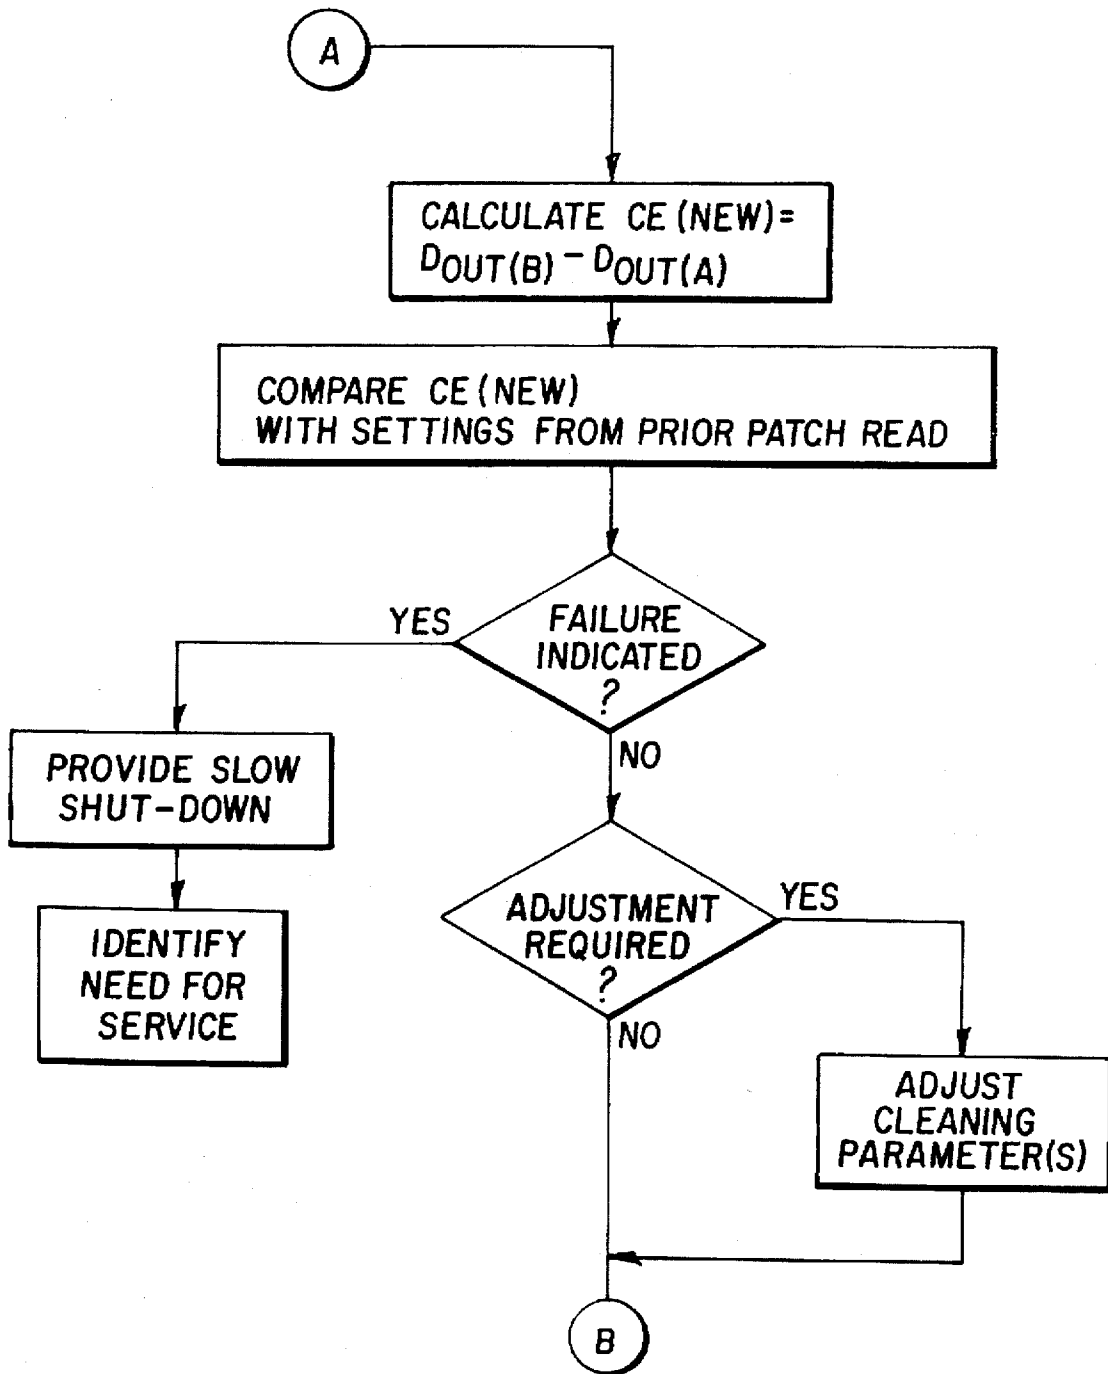 A
CALCULATE CE (NEW)=
DOUT(B) - DOUT(A)
COMPARE CE (NEW)
WITH SETTINGS FROM PRIOR PATCH READ
FAILURE
INDICATED
?
YES
NO
PROVIDE SLOW
SHUT-DOWN
IDENTIFY
NEED FOR
SERVICE
ADJUSTMENT
REQUIRED
?
YES
NO
ADJUST
CLEANING
PARAMETER(S)
B